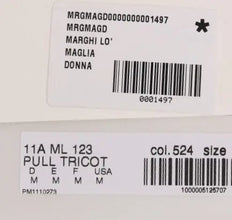 MRGMAGD0000000001497
MRGMAGD
MARGHI LO'
MAGLIA
DONNA
*
0001497
11A ML 123 col.524 size
PULL TRICOT
D E F USA
M M M M
PM1110273 1000005126707